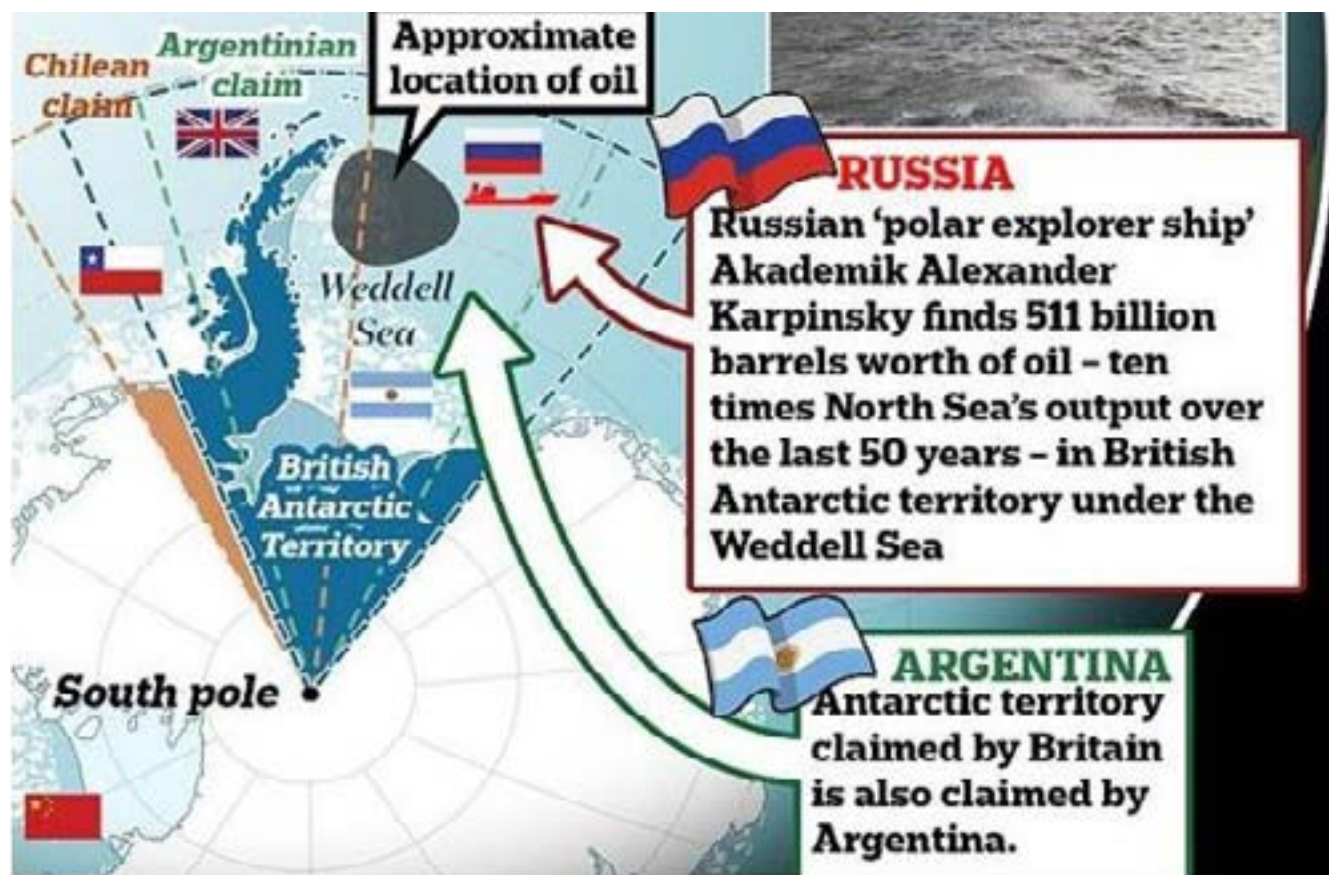 Chilean
claim
Argentinian
claim
Approximate
location of oil
Weddell
Sea
British
Antarctic
Territory
South pole
RUSSIA
Russian ‘polar explorer ship’
Akademik Alexander
Karpinsky finds 511 billion
barrels worth of oil – ten
times North Sea’s output over
the last 50 years – in British
Antarctic territory under the
Weddell Sea
ARGENTINA
Antarctic territory
claimed by Britain
is also claimed by
Argentina.